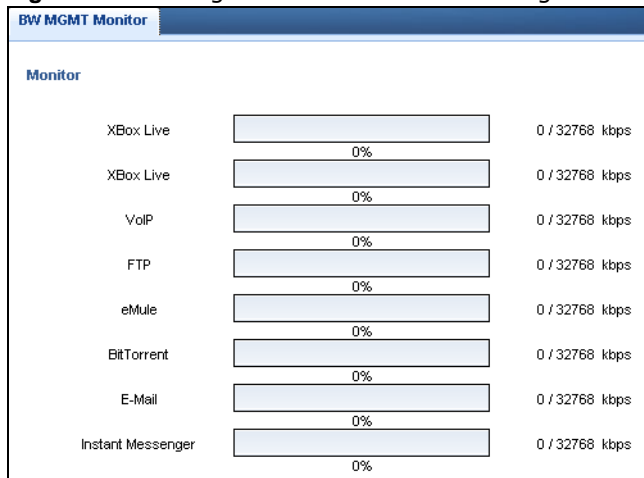 BW MGMT Monitor
Monitor
XBox Live 0 / 32768 kbps
0%
XBox Live 0 / 32768 kbps
0%
VoIP 0 / 32768 kbps
0%
FTP 0 / 32768 kbps
0%
eMule 0 / 32768 kbps
0%
BitTorrent 0 / 32768 kbps
0%
E-Mail 0 / 32768 kbps
0%
Instant Messenger 0 / 32768 kbps
0%